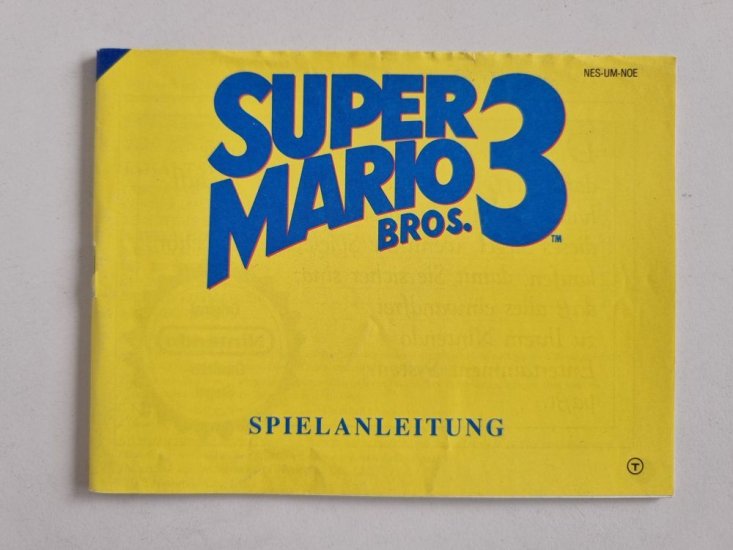 NES-UM-NOE
SUPER
MARIO
BROS. 3
TM
SPIELANLEITUNG
T